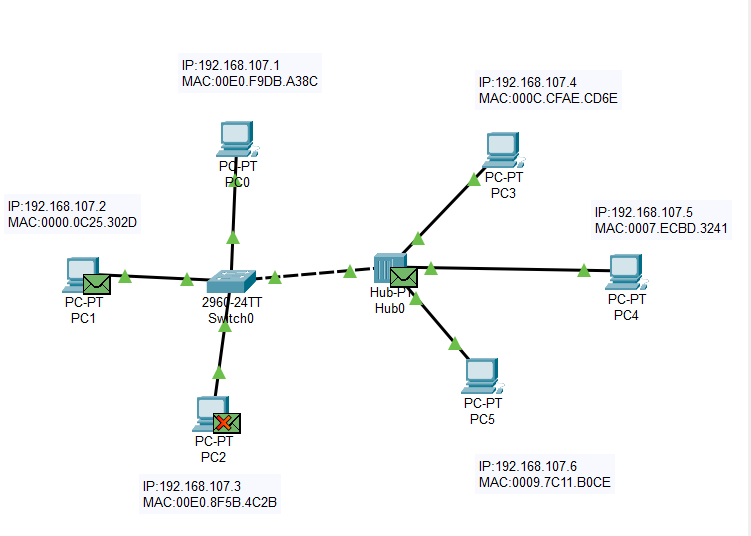 IP:192.168.107.1
MAC:00E0.F9DB.A38C
PC-PT
PC0
IP:192.168.107.4
MAC:000C.CFAE.CD6E
PC-PT
PC3
IP:192.168.107.2
MAC:0000.0C25.302D
PC-PT
PC1
2960-24TT
Switch0
Hub-PT
Hub0
IP:192.168.107.5
MAC:0007.ECBD.3241
PC-PT
PC4
PC-PT
PC2
IP:192.168.107.3
MAC:00E0.8F5B.4C2B
PC-PT
PC5
IP:192.168.107.6
MAC:0009.7C11.B0CE